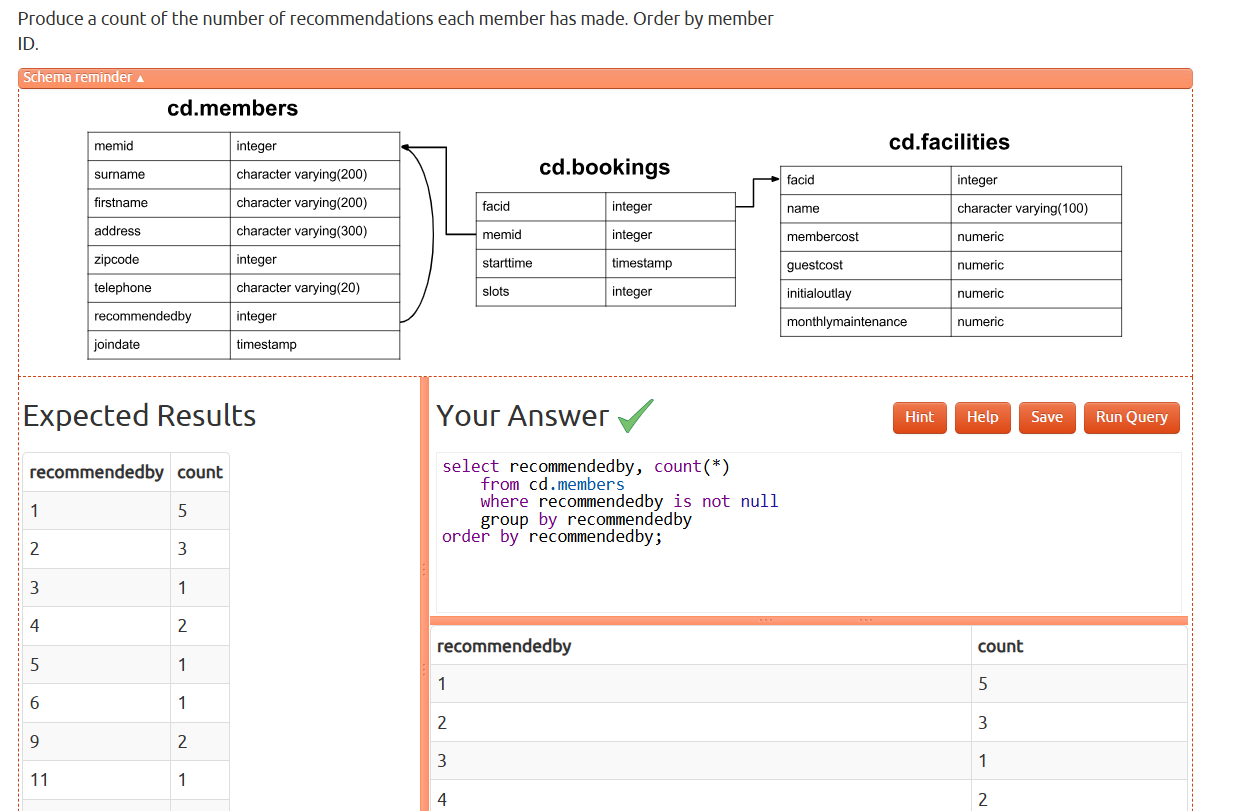 Produce a count of the number of recommendations each member has made. Order by member
ID.
Schema reminder ▲
cd.members
memid integer
surname character varying(200)
firstname character varying(200)
address character varying(300)
zipcode integer
telephone character varying(20)
recommendedby integer
joindate timestamp
cd.bookings
facid integer
memid integer
starttime timestamp
slots integer
cd.facilities
facid integer
name character varying(100)
membercost numeric
guestcost numeric
initialoutlay numeric
monthlymaintenance numeric
Expected Results
recommendedby count
1 5
2 3
3 1
4 2
5 1
6 1
9 2
11 1
Your Answer
Hint Help Save Run Query
select recommendedby, count(*)
from cd.members
where recommendedby is not null
group by recommendedby
order by recommendedby;
recommendedby count
1 5
2 3
3 1
4 2